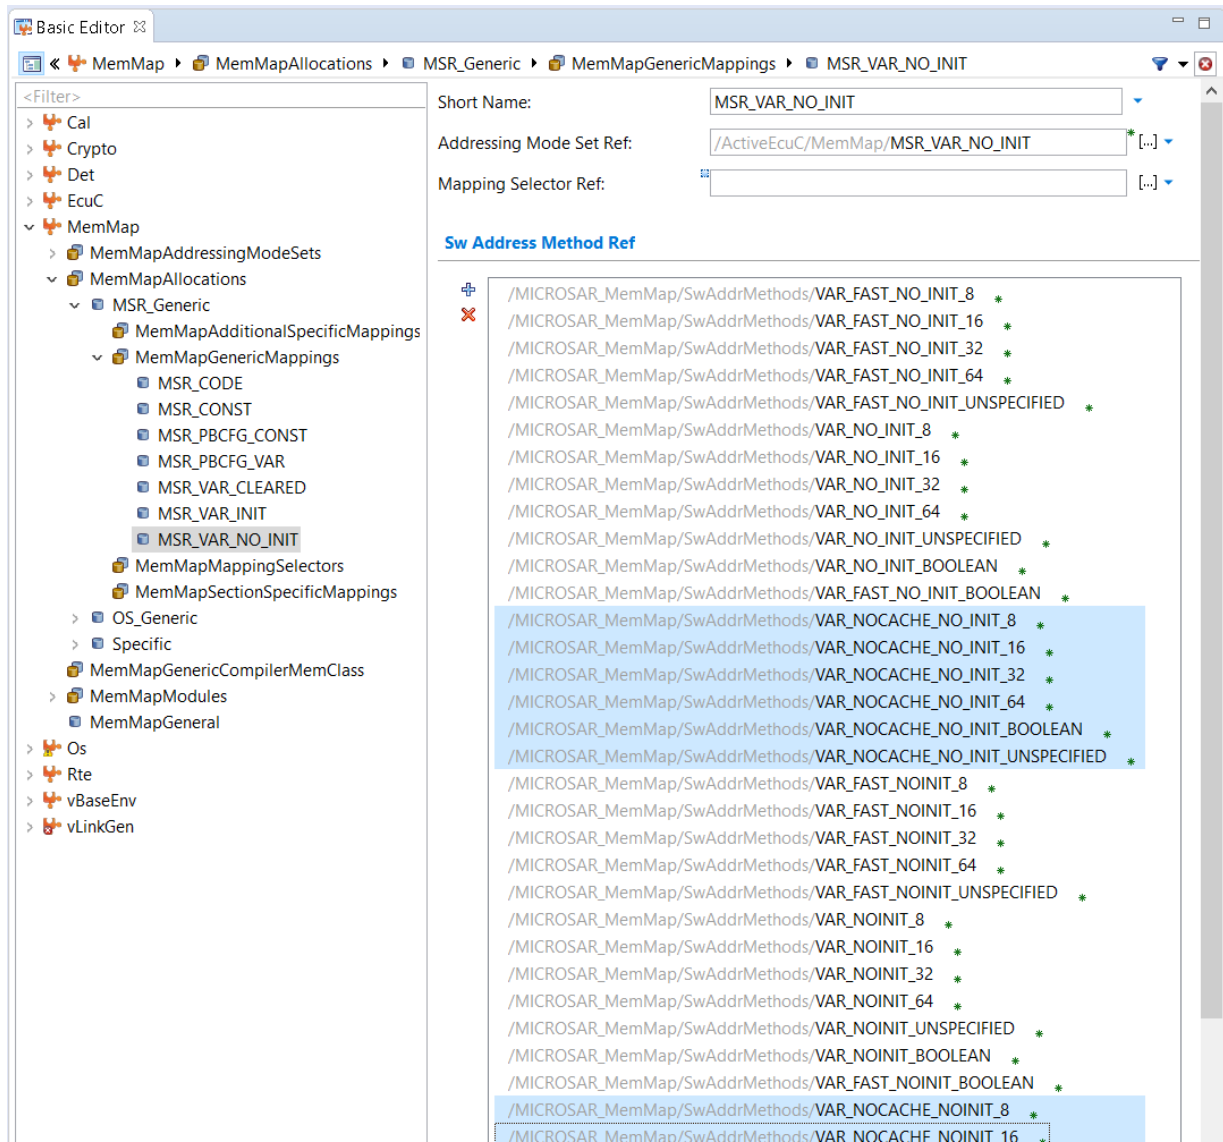 Basic Editor
« MemMap MemMapAllocations MSR_Generic MemMapGenericMappings MSR_VAR_NO_INIT
<Filter>
Cal
Crypto
Det
EcuC
MemMap
MemMapAddressingModeSets
MemMapAllocations
MSR_Generic
MemMapAdditionalSpecificMappings
MemMapGenericMappings
MSR_CODE
MSR_CONST
MSR_PBCFG_CONST
MSR_PBCFG_VAR
MSR_VAR_CLEARED
MSR_VAR_INIT
MSR_VAR_NO_INIT
MemMapMappingSelectors
MemMapSectionSpecificMappings
OS_Generic
Specific
MemMapGenericCompilerMemClass
MemMapModules
MemMapGeneral
Os
Rte
vBaseEnv
vLinkGen
Short Name: MSR_VAR_NO_INIT
Addressing Mode Set Ref: /ActiveEcuC/MemMap/MSR_VAR_NO_INIT * [...]
Mapping Selector Ref: [...]
Sw Address Method Ref
/MICROSAR_MemMap/SwAddrMethods/VAR_FAST_NO_INIT_8 *
/MICROSAR_MemMap/SwAddrMethods/VAR_FAST_NO_INIT_16 *
/MICROSAR_MemMap/SwAddrMethods/VAR_FAST_NO_INIT_32 *
/MICROSAR_MemMap/SwAddrMethods/VAR_FAST_NO_INIT_64 *
/MICROSAR_MemMap/SwAddrMethods/VAR_FAST_NO_INIT_UNSPECIFIED *
/MICROSAR_MemMap/SwAddrMethods/VAR_NO_INIT_8 *
/MICROSAR_MemMap/SwAddrMethods/VAR_NO_INIT_16 *
/MICROSAR_MemMap/SwAddrMethods/VAR_NO_INIT_32 *
/MICROSAR_MemMap/SwAddrMethods/VAR_NO_INIT_64 *
/MICROSAR_MemMap/SwAddrMethods/VAR_NO_INIT_UNSPECIFIED *
/MICROSAR_MemMap/SwAddrMethods/VAR_NO_INIT_BOOLEAN *
/MICROSAR_MemMap/SwAddrMethods/VAR_FAST_NO_INIT_BOOLEAN *
/MICROSAR_MemMap/SwAddrMethods/VAR_NOCACHE_NO_INIT_8 *
/MICROSAR_MemMap/SwAddrMethods/VAR_NOCACHE_NO_INIT_16 *
/MICROSAR_MemMap/SwAddrMethods/VAR_NOCACHE_NO_INIT_32 *
/MICROSAR_MemMap/SwAddrMethods/VAR_NOCACHE_NO_INIT_64 *
/MICROSAR_MemMap/SwAddrMethods/VAR_NOCACHE_NO_INIT_BOOLEAN *
/MICROSAR_MemMap/SwAddrMethods/VAR_NOCACHE_NO_INIT_UNSPECIFIED *
/MICROSAR_MemMap/SwAddrMethods/VAR_FAST_NOINIT_8 *
/MICROSAR_MemMap/SwAddrMethods/VAR_FAST_NOINIT_16 *
/MICROSAR_MemMap/SwAddrMethods/VAR_FAST_NOINIT_32 *
/MICROSAR_MemMap/SwAddrMethods/VAR_FAST_NOINIT_64 *
/MICROSAR_MemMap/SwAddrMethods/VAR_FAST_NOINIT_UNSPECIFIED *
/MICROSAR_MemMap/SwAddrMethods/VAR_NOINIT_8 *
/MICROSAR_MemMap/SwAddrMethods/VAR_NOINIT_16 *
/MICROSAR_MemMap/SwAddrMethods/VAR_NOINIT_32 *
/MICROSAR_MemMap/SwAddrMethods/VAR_NOINIT_64 *
/MICROSAR_MemMap/SwAddrMethods/VAR_NOINIT_UNSPECIFIED *
/MICROSAR_MemMap/SwAddrMethods/VAR_NOINIT_BOOLEAN *
/MICROSAR_MemMap/SwAddrMethods/VAR_FAST_NOINIT_BOOLEAN *
/MICROSAR_MemMap/SwAddrMethods/VAR_NOCACHE_NOINIT_8 *
/MICROSAR_MemMap/SwAddrMethods/VAR_NOCACHE_NOINIT_16 *